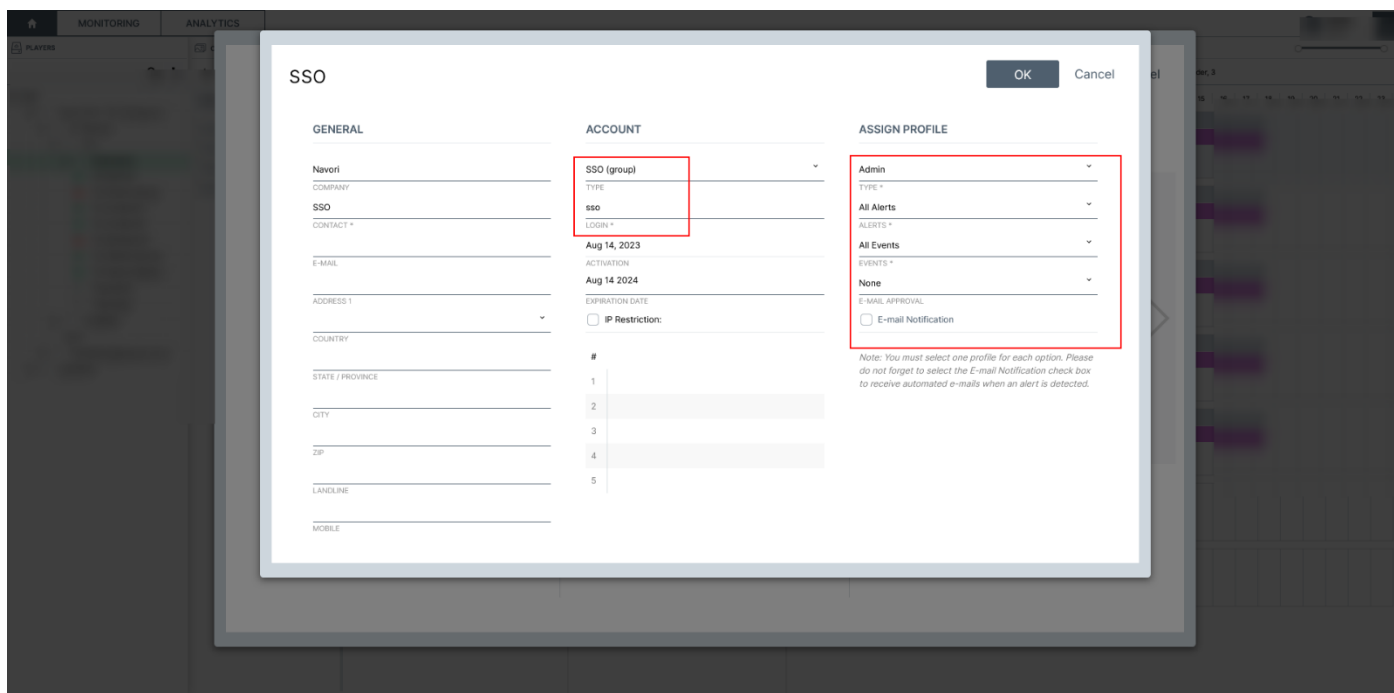 MONITORING ANALYTICS
PLAYERS
SSO
OK Cancel
GENERAL
Navori
COMPANY
SSO
CONTACT *
E-MAIL
ADDRESS 1
COUNTRY
STATE / PROVINCE
CITY
ZIP
LANDLINE
MOBILE
ACCOUNT
SSO (group)
TYPE
sso
LOGIN *
Aug 14, 2023
ACTIVATION
Aug 14 2024
EXPIRATION DATE
IP Restriction:
#
1
2
3
4
5
ASSIGN PROFILE
Admin
TYPE *
All Alerts
ALERTS *
All Events
EVENTS *
None
E-MAIL APPROVAL
E-mail Notification
Note: You must select one profile for each option. Please
do not forget to select the E-mail Notification check box
to receive automated e-mails when an alert is detected.